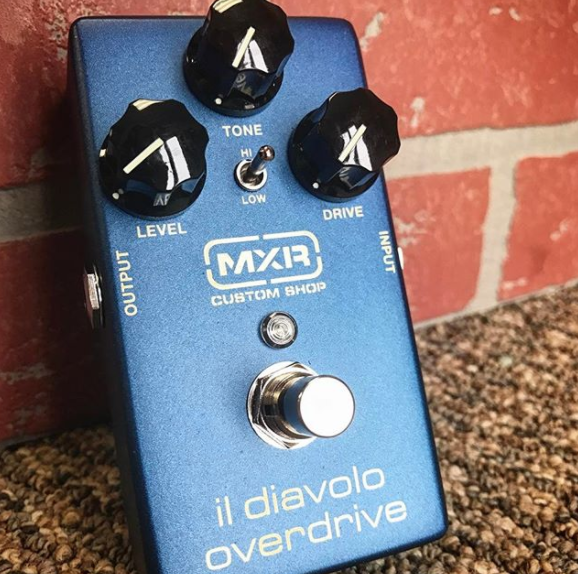 TONE
HI
LOW
LEVEL
DRIVE
OUTPUT
INPUT
MXR
CUSTOM SHOP
il diavolo
overdrive